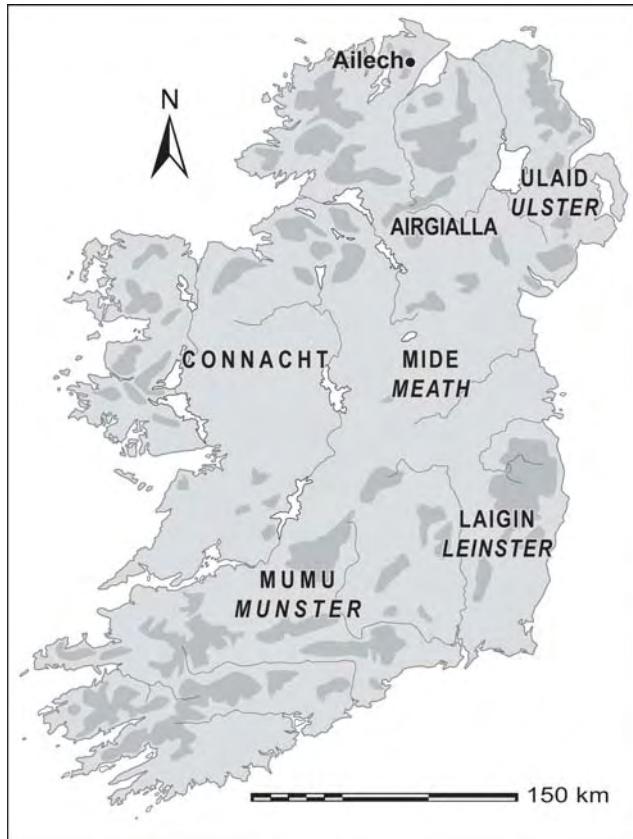 Ailech
N
ULAID
ULSTER
AIRGIALLA
CONNACHT
MIDE
MEATH
LAIGIN
LEINSTER
MUMU
MUNSTER
150 km